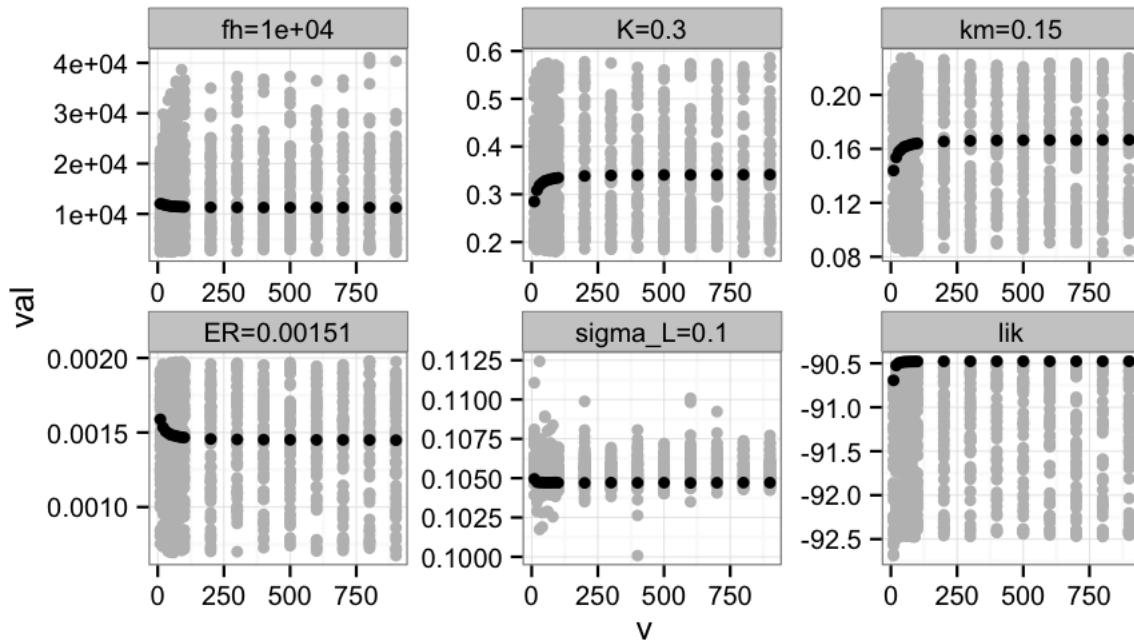 fh=1e+04
K=0.3
km=0.15
4e+04
3e+04
2e+04
1e+04
0.6
0.5
0.4
0.3
0.2
0.20
0.16
0.12
0.08
0 250 500 750
0 250 500 750
0 250 500 750
val
ER=0.00151
sigma_L=0.1
lik
0.0020
0.0015
0.0010
0.1125
0.1100
0.1075
0.1050
0.1025
0.1000
-90.5
-91.0
-91.5
-92.0
-92.5
0 250 500 750
0 250 500 750
0 250 500 750
v